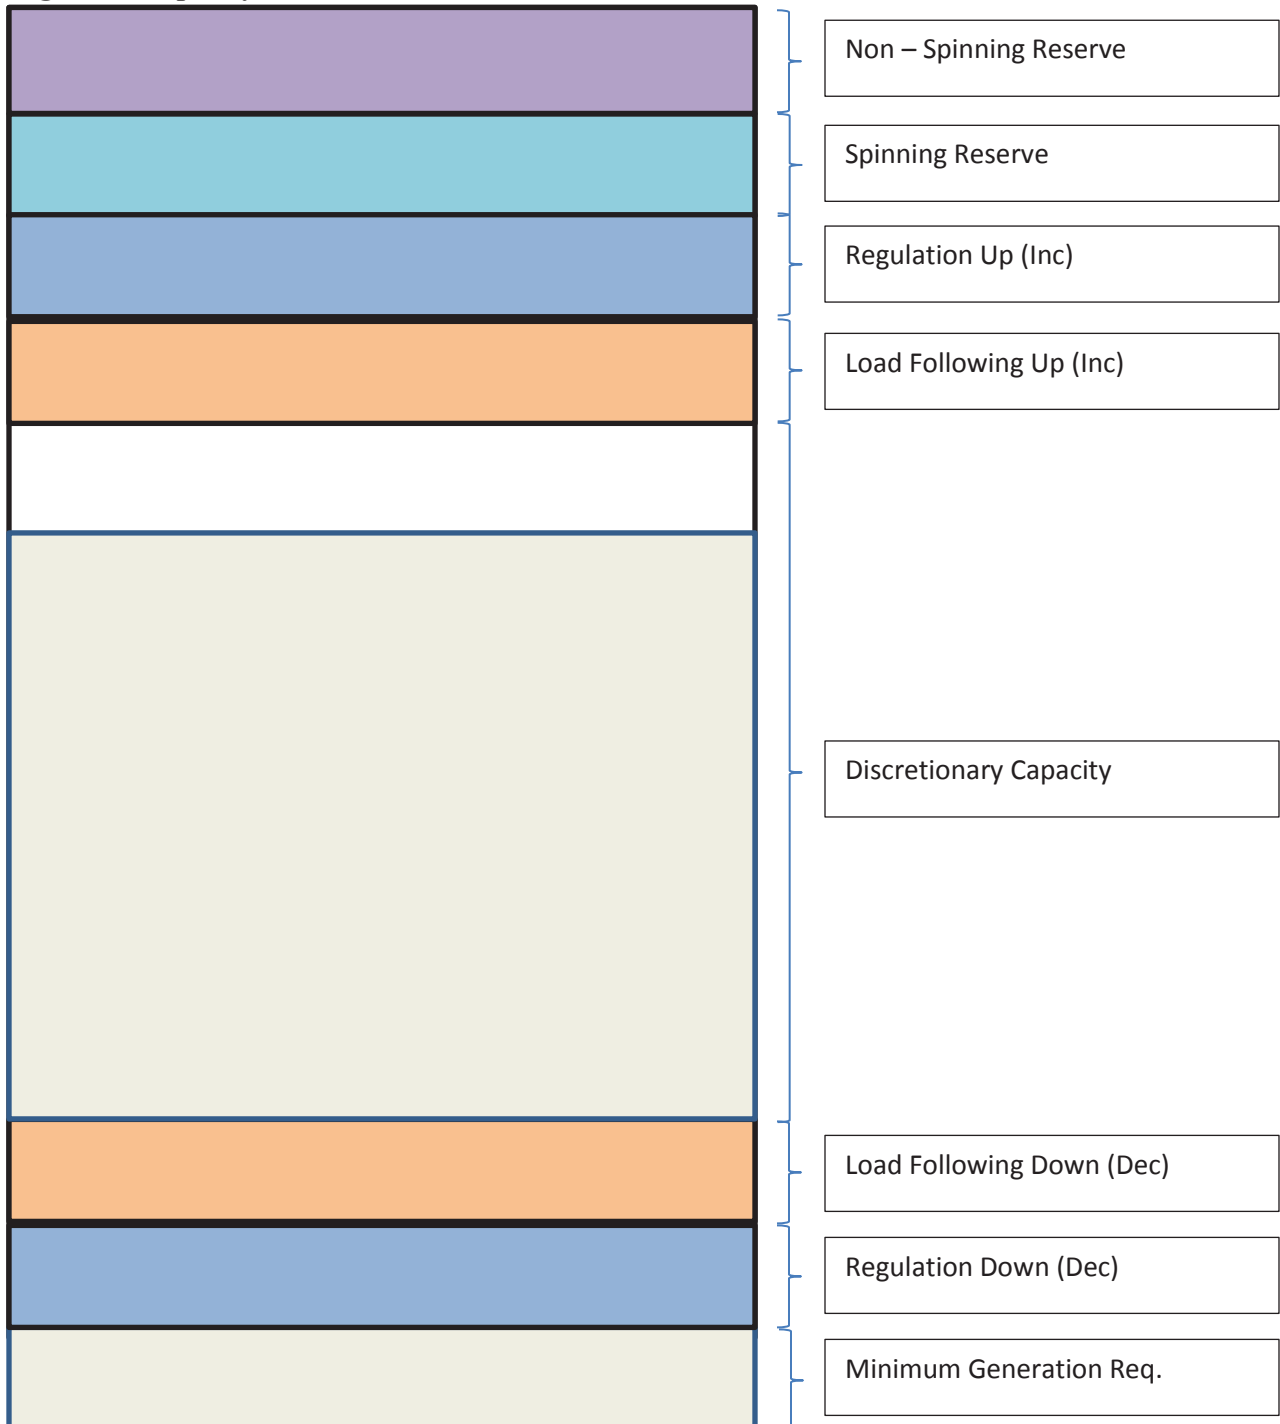 Non – Spinning Reserve
Spinning Reserve
Regulation Up (Inc)
Load Following Up (Inc)
Discretionary Capacity
Load Following Down (Dec)
Regulation Down (Dec)
Minimum Generation Req.